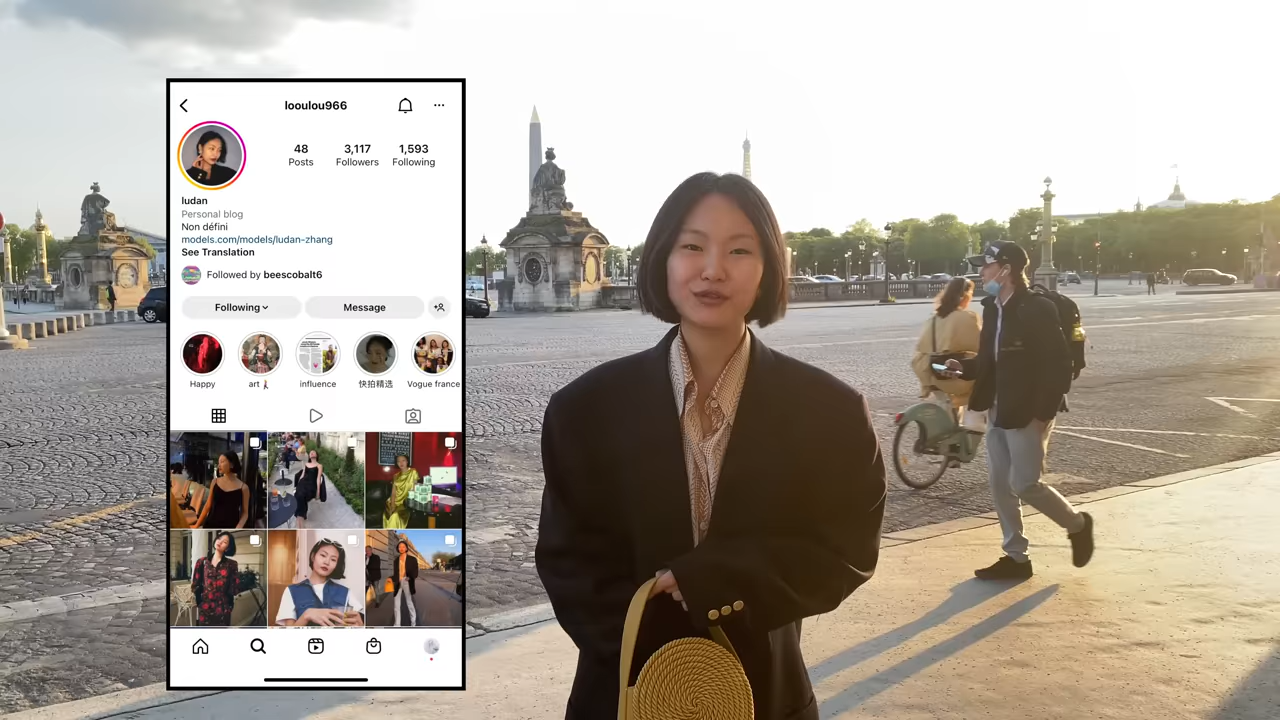 looulou966
48 3,117 1,593
Posts Followers Following
ludan
Personal blog
Non défini
models.com/models/ludan-zhang
See Translation
Followed by beescobalt6
Following Message
Happy art influence 快拍精选 Vogue france